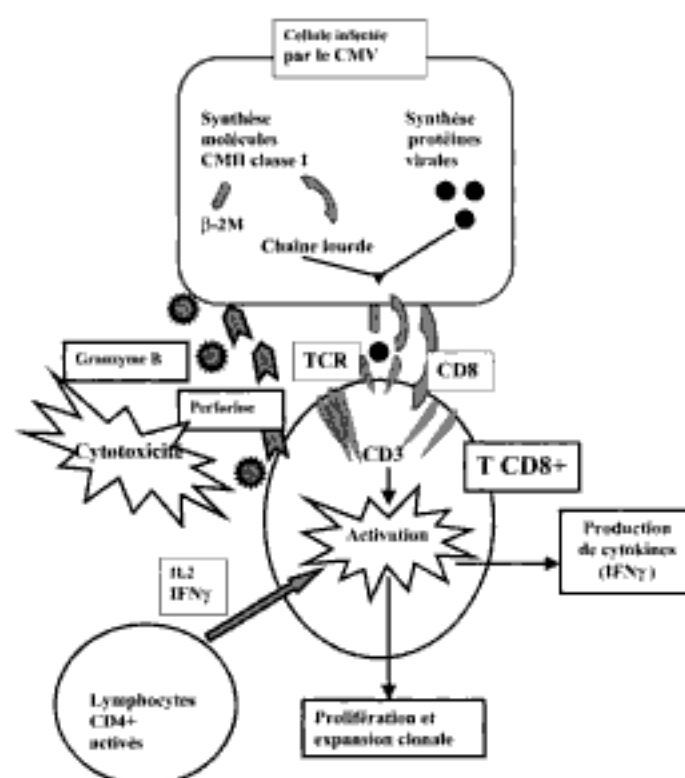 Cellule infectée
par le CMV
Synthèse
molécules
CMH classe I
Synthèse
protéines
virales
β-2M
Chaîne lourde
Granzyme B
TCR
CD8
Perforine
Cytotoxicité
CD3
T CD8+
Activation
Production
de cytokines
(IFNγ)
IL2
IFNγ
Lymphocytes
CD4+
activés
Prolifération et
expansion clonale